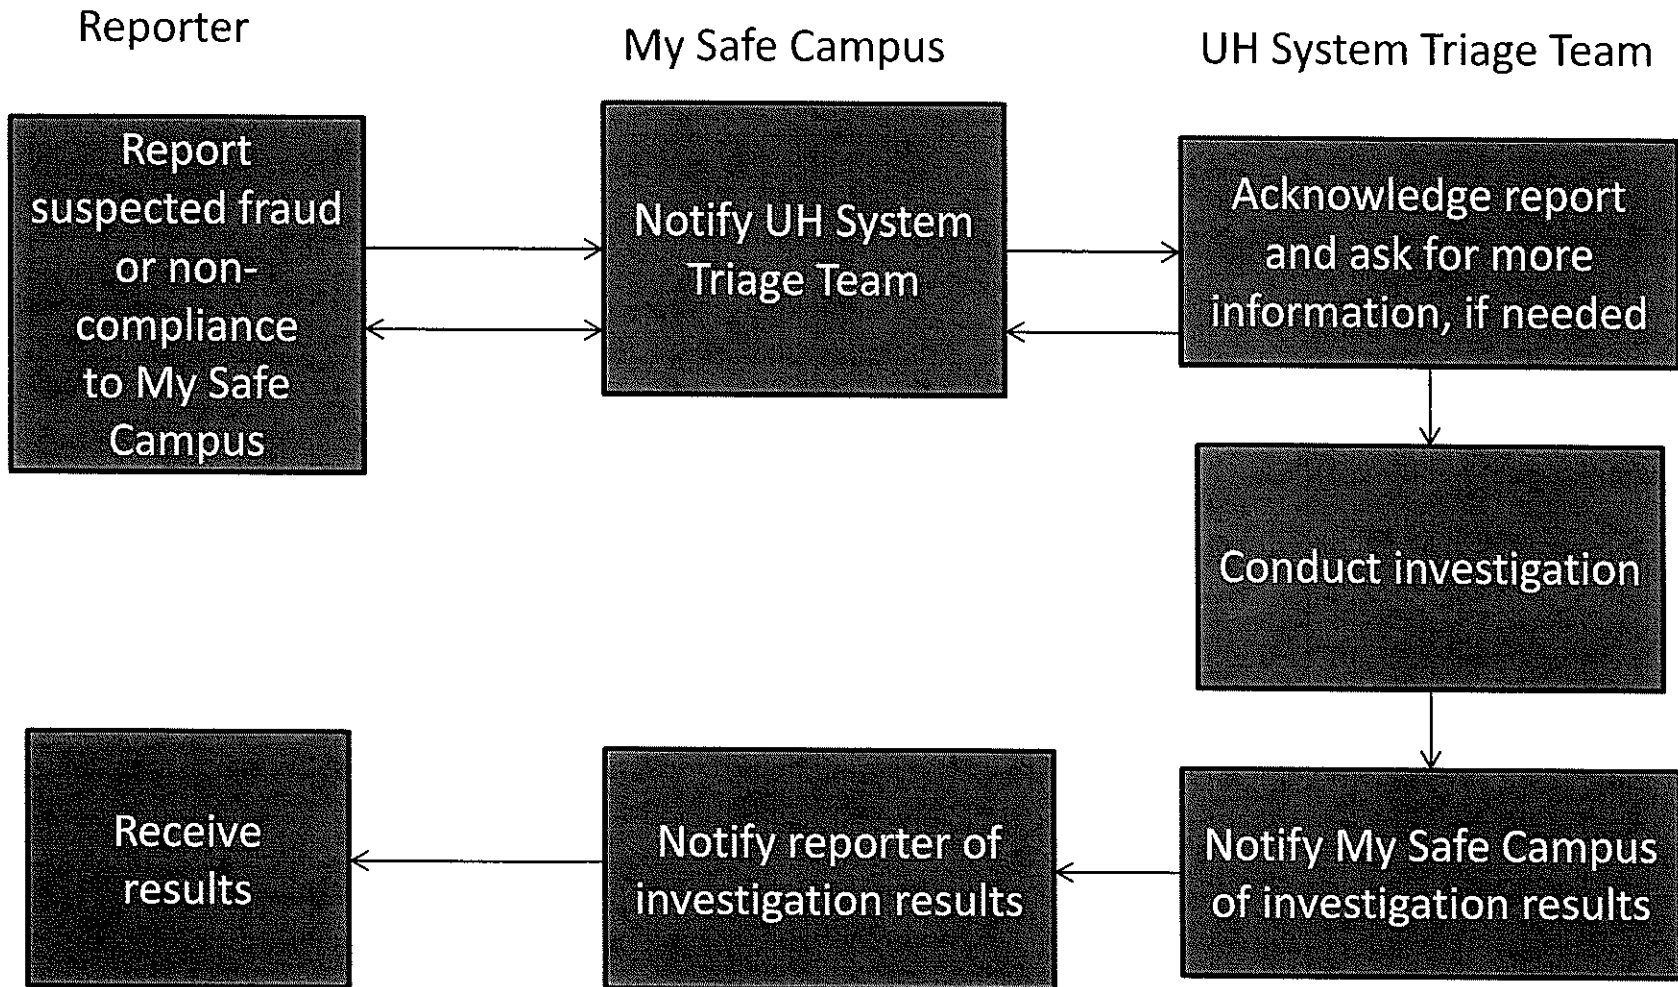 Reporter
My Safe Campus
UH System Triage Team
Report
suspected fraud
or non-
compliance
to My Safe
Campus
Notify UH System
Triage Team
Acknowledge report
and ask for more
information, if needed
Conduct investigation
Receive
results
Notify reporter of
investigation results
Notify My Safe Campus
of investigation results